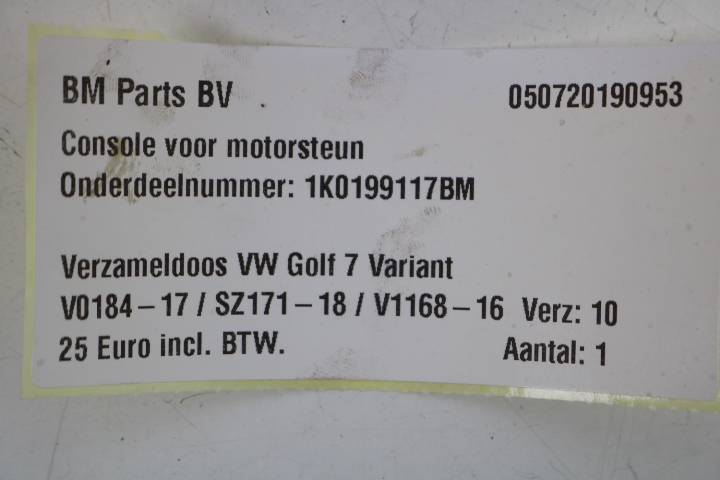 BM Parts BV 050720190953
Console voor motorsteun
Onderdeelnummer: 1K0199117BM
Verzameldoos VW Golf 7 Variant
V0184-17 / SZ171-18 / V1168-16 Verz: 10
25 Euro incl. BTW. Aantal: 1